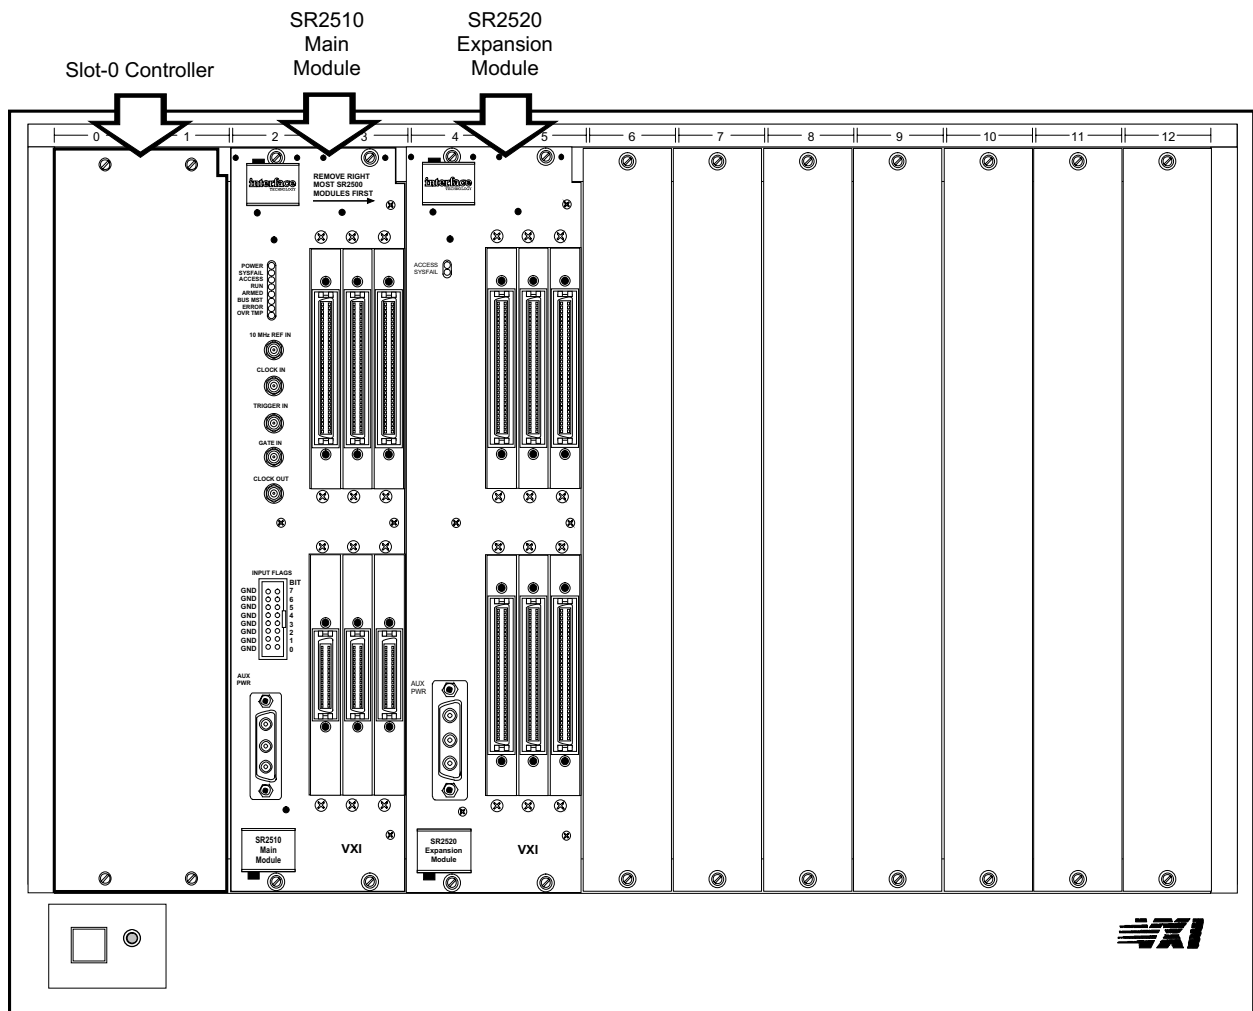 SR2510
Main
Module
SR2520
Expansion
Module
Slot-0 Controller
0 1 2 3 4 5 6 7 8 9 10 11 12
interface
TECHNOLOGY
REMOVE RIGHT
MOST SR2500
MODULES FIRST
interface
TECHNOLOGY
POWER
SYSFAIL
ACCESS
RUN
ARMED
BUS MST
ERROR
OVR TMP
ACCESS
SYSFAIL
10 MHz REF IN
CLOCK IN
TRIGGER IN
GATE IN
CLOCK OUT
INPUT FLAGS
BIT
GND 7
GND 6
GND 5
GND 4
GND 3
GND 2
GND 1
GND 0
AUX
PWR
AUX
PWR
SR2510
Main
Module
VXI
SR2520
Expansion
Module
VXI
VXI